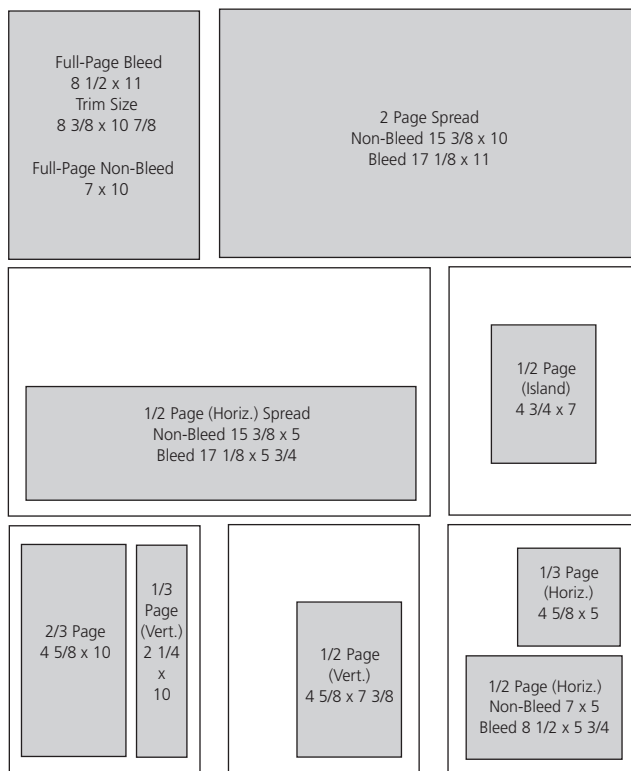 Full-Page Bleed
8 1/2 x 11
Trim Size
8 3/8 x 10 7/8
Full-Page Non-Bleed
7 x 10
2 Page Spread
Non-Bleed 15 3/8 x 10
Bleed 17 1/8 x 11
1/2 Page (Horiz.) Spread
Non-Bleed 15 3/8 x 5
Bleed 17 1/8 x 5 3/4
1/2 Page
(Island)
4 3/4 x 7
2/3 Page
4 5/8 x 10
1/3
Page
(Vert.)
2 1/4
x
10
1/2 Page
(Vert.)
4 5/8 x 7 3/8
1/3 Page
(Horiz.)
4 5/8 x 5
1/2 Page (Horiz.)
Non-Bleed 7 x 5
Bleed 8 1/2 x 5 3/4